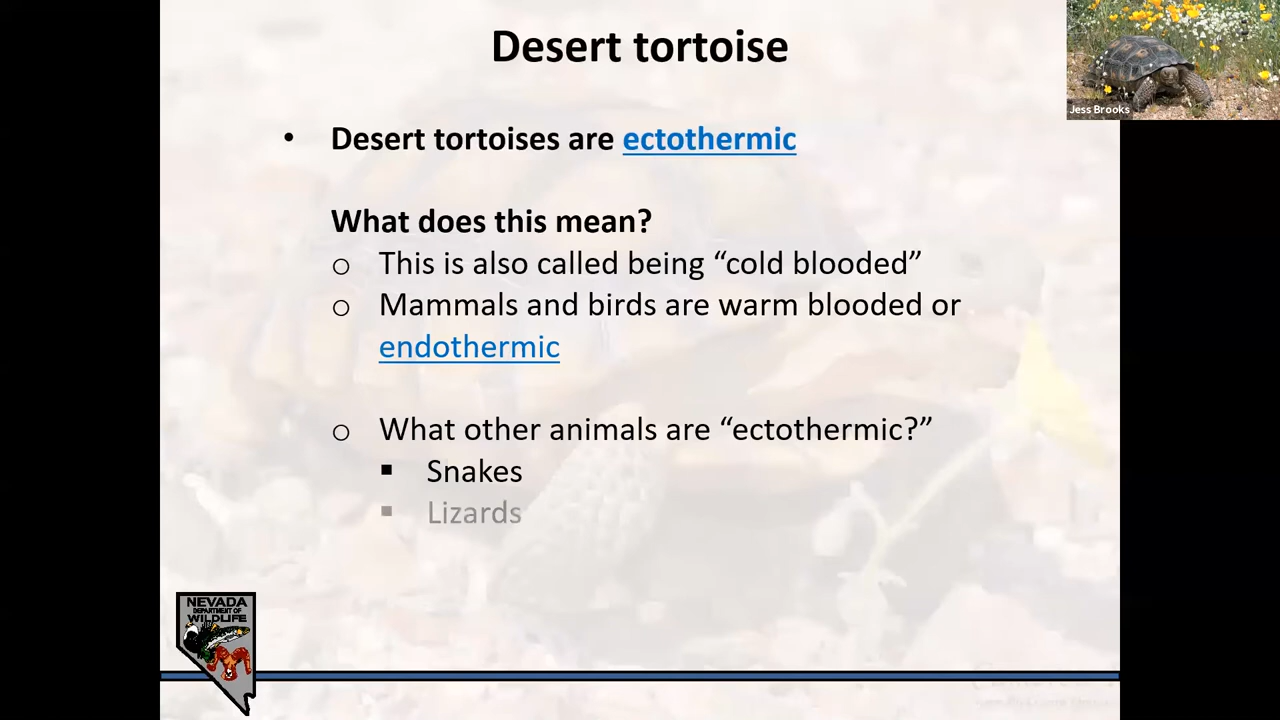 Desert tortoise
Jess Brooks
• Desert tortoises are ectothermic
What does this mean?
o This is also called being “cold blooded”
o Mammals and birds are warm blooded or
endothermic
o What other animals are “ectothermic?”
▪ Snakes
▪ Lizards
NEVADA
DEPARTMENT OF
WILDLIFE